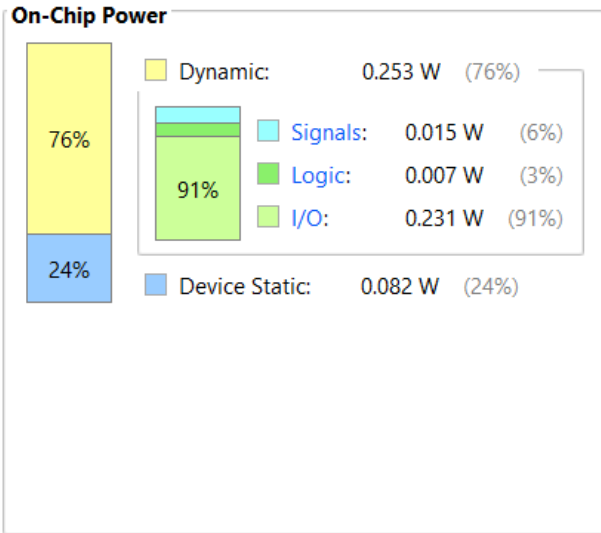 On-Chip Power
Dynamic: 0.253 W (76%)
76%
Signals: 0.015 W (6%)
Logic: 0.007 W (3%)
91%
I/O: 0.231 W (91%)
24%
Device Static: 0.082 W (24%)